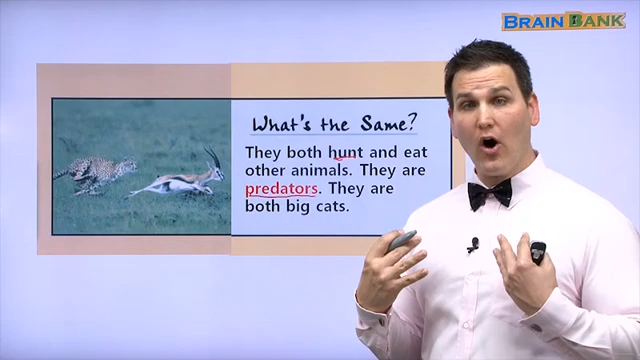 BRAIN BANK
What's the Same?
They both hunt and eat
other animals. They are
predators. They are
both big cats.